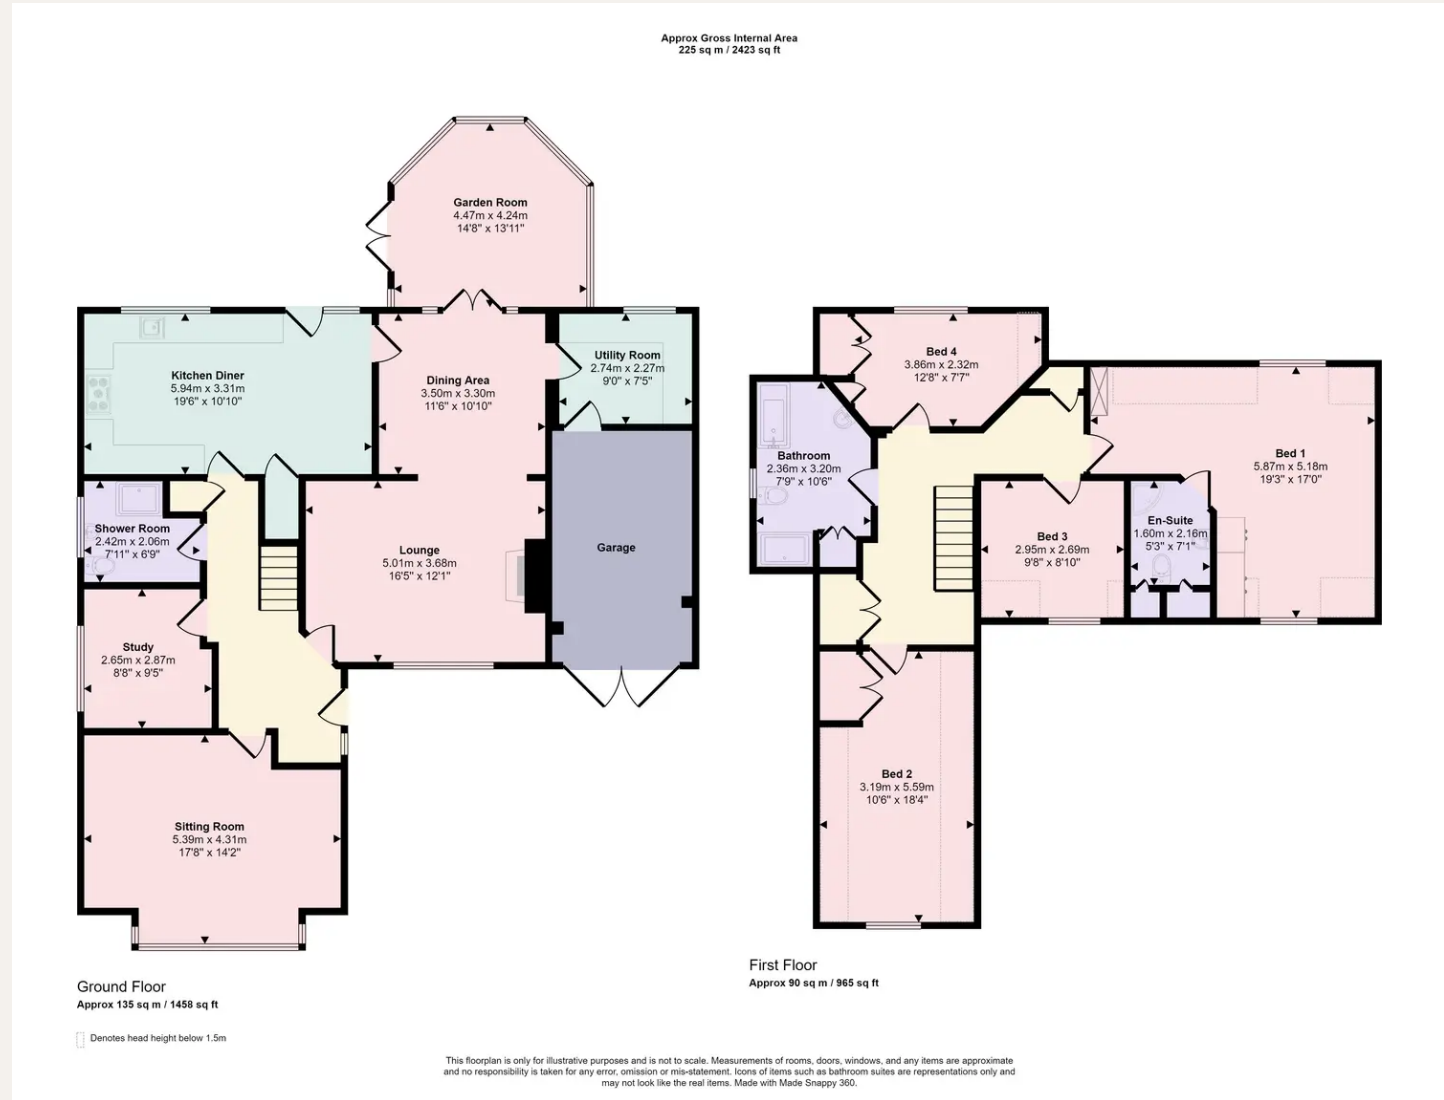 Approx Gross Internal Area
225 sq m / 2423 sq ft
Garden Room
4.47m x 4.24m
14'8" x 13'11"
Kitchen Diner
5.94m x 3.31m
19'6" x 10'10"
Dining Area
3.50m x 3.30m
11'6" x 10'10"
Utility Room
2.74m x 2.27m
9'0" x 7'5"
Shower Room
2.42m x 2.06m
7'11" x 6'9"
Lounge
5.01m x 3.68m
16'5" x 12'1"
Garage
Study
2.65m x 2.87m
8'8" x 9'5"
Sitting Room
5.39m x 4.31m
17'8" x 14'2"
Ground Floor
Approx 135 sq m / 1458 sq ft
Denotes head height below 1.5m
Bed 4
3.86m x 2.32m
12'8" x 7'7"
Bathroom
2.36m x 3.20m
7'9" x 10'6"
Bed 1
5.87m x 5.18m
19'3" x 17'0"
Bed 3
2.95m x 2.69m
9'8" x 8'10"
En-Suite
1.60m x 2.16m
5'3" x 7'1"
Bed 2
3.19m x 5.59m
10'6" x 18'4"
First Floor
Approx 90 sq m / 965 sq ft
This floorplan is only for illustrative purposes and is not to scale. Measurements of rooms, doors, windows, and any items are approximate
and no responsibility is taken for any error, omission or mis-statement. Icons of items such as bathroom suites are representations only and
may not look like the real items. Made with Made Snappy 360.